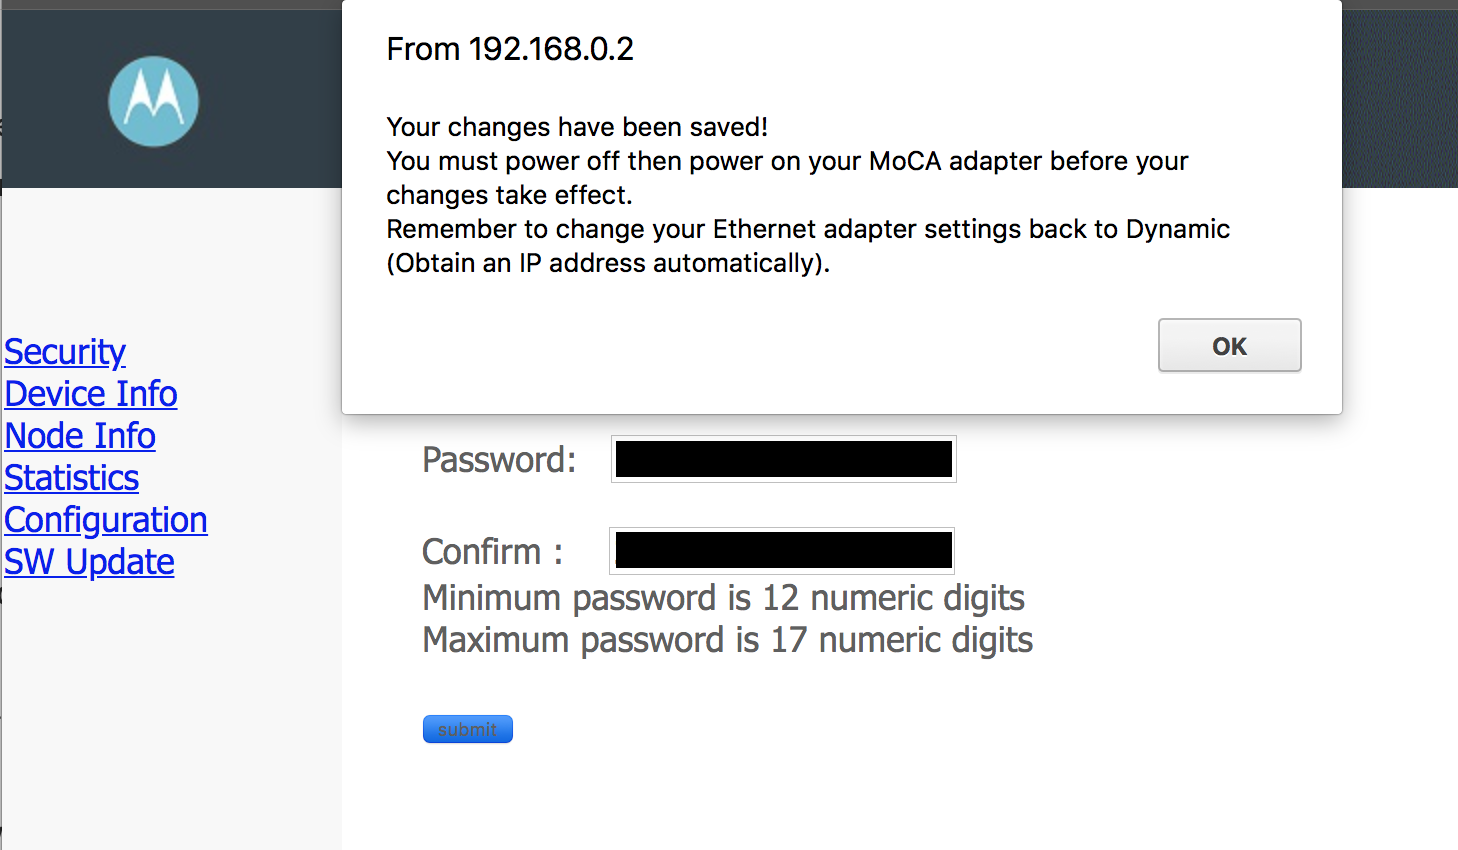 From 192.168.0.2
Your changes have been saved!
You must power off then power on your MoCA adapter before your
changes take effect.
Remember to change your Ethernet adapter settings back to Dynamic
(Obtain an IP address automatically).
OK
Security
Device Info
Node Info
Statistics
Configuration
SW Update
Password:
Confirm :
Minimum password is 12 numeric digits
Maximum password is 17 numeric digits
submit